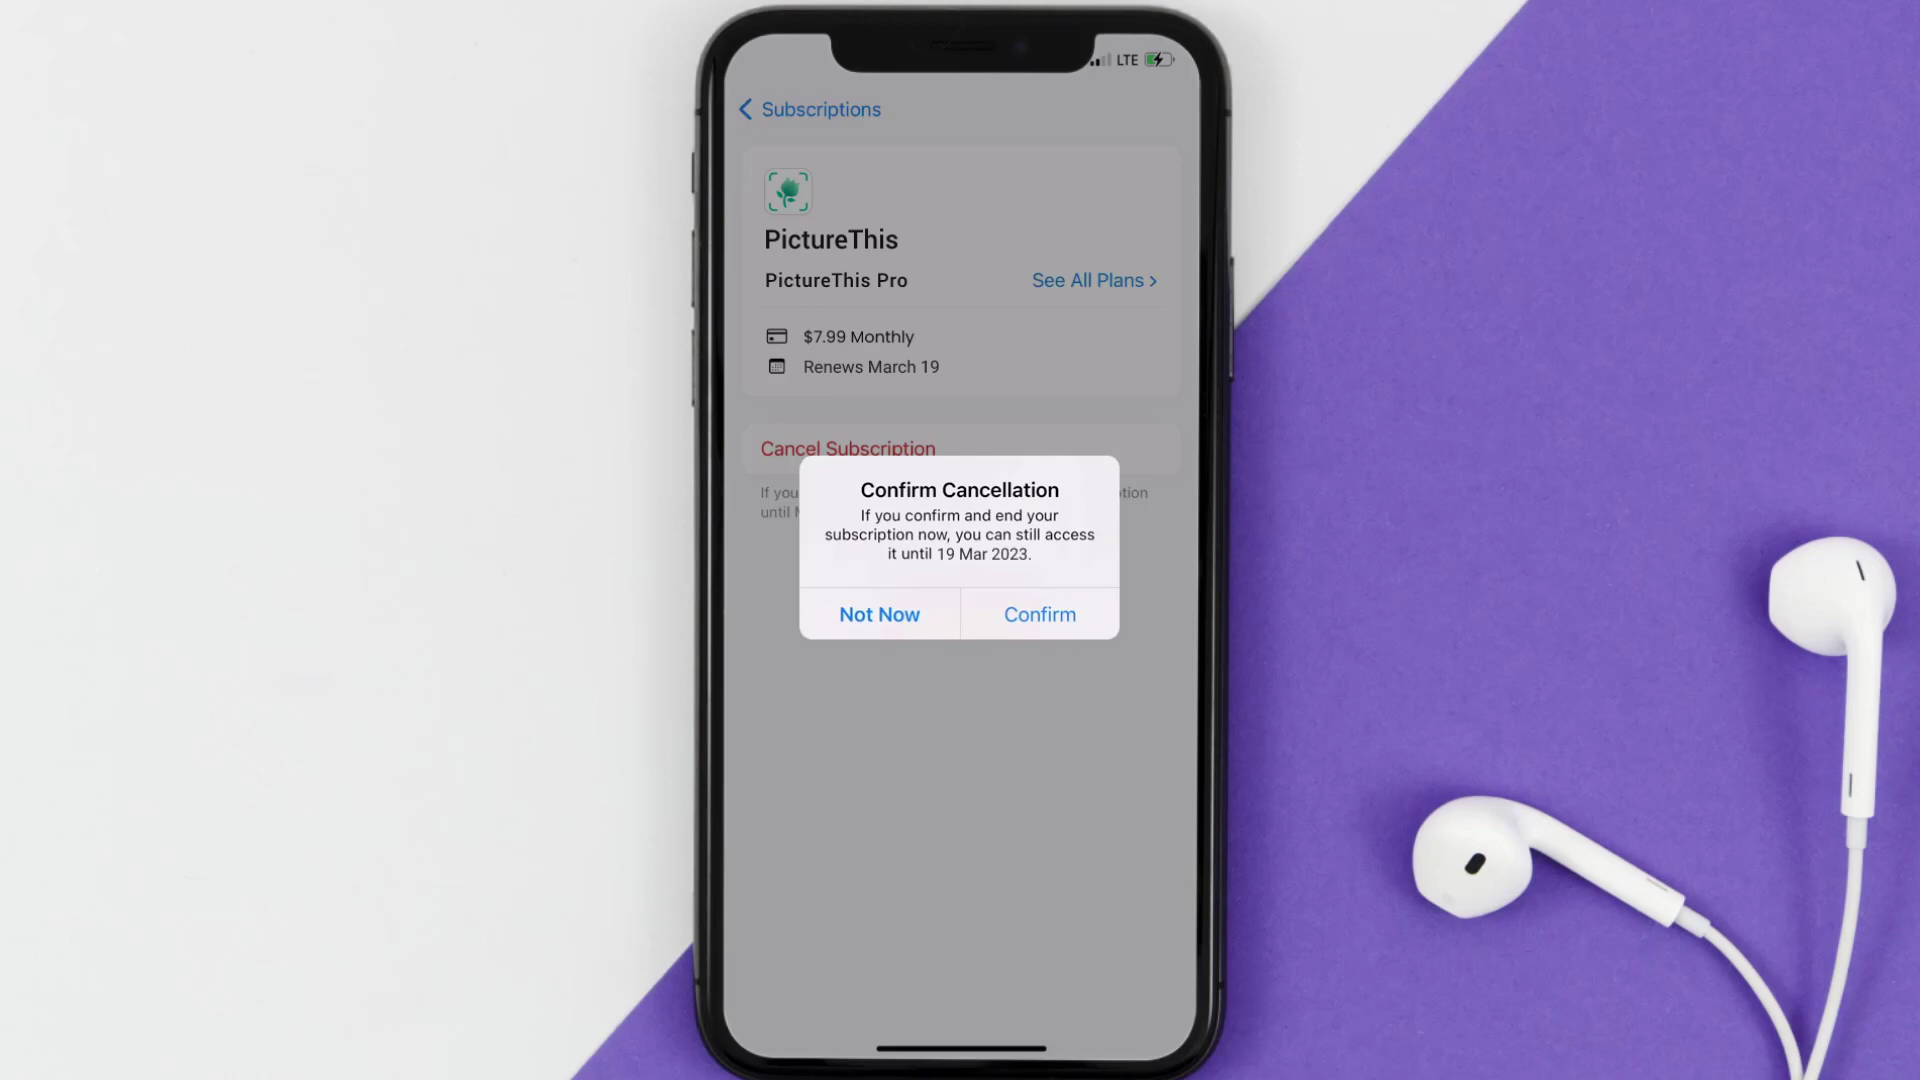 LTE
Subscriptions
PictureThis
PictureThis Pro
See All Plans
$7.99 Monthly
Renews March 19
Cancel Subscription
If you
tion
until
Confirm Cancellation
If you confirm and end your
subscription now, you can still access
it until 19 Mar 2023.
Not Now
Confirm